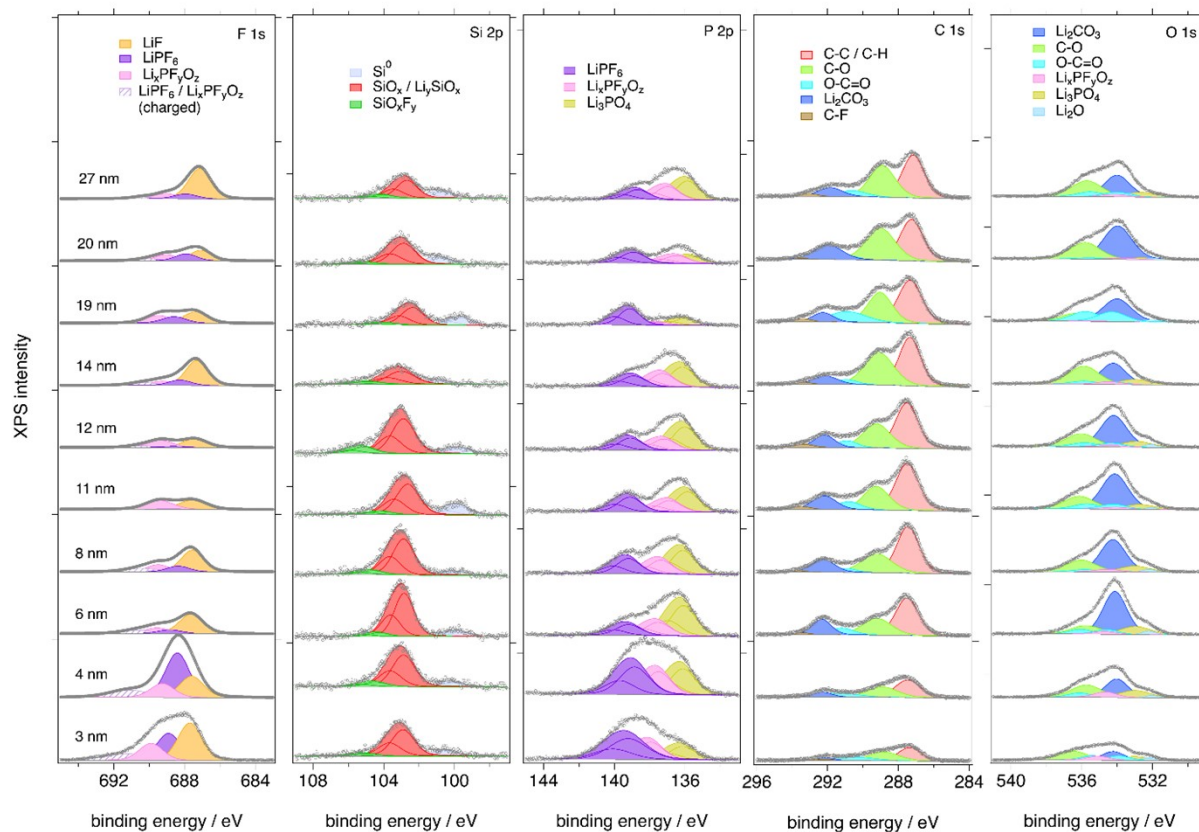 F 1s
LiF
LiPF6
LixPFyOz
LiPF6 / LixPFyOz
(charged)
Si 2p
Si0
SiOx / LiySiOx
SiOxFy
P 2p
LiPF6
LixPFyOz
Li3PO4
C 1s
C-C / C-H
C-O
O-C=O
Li2CO3
C-F
O 1s
Li2CO3
C-O
O-C=O
LixPFyOz
Li3PO4
Li2O
XPS intensity
27 nm
20 nm
19 nm
14 nm
12 nm
11 nm
8 nm
6 nm
4 nm
3 nm
692 688 684
108 104 100
144 140 136
296 292 288 284
540 536 532
binding energy / eV
binding energy / eV
binding energy / eV
binding energy / eV
binding energy / eV